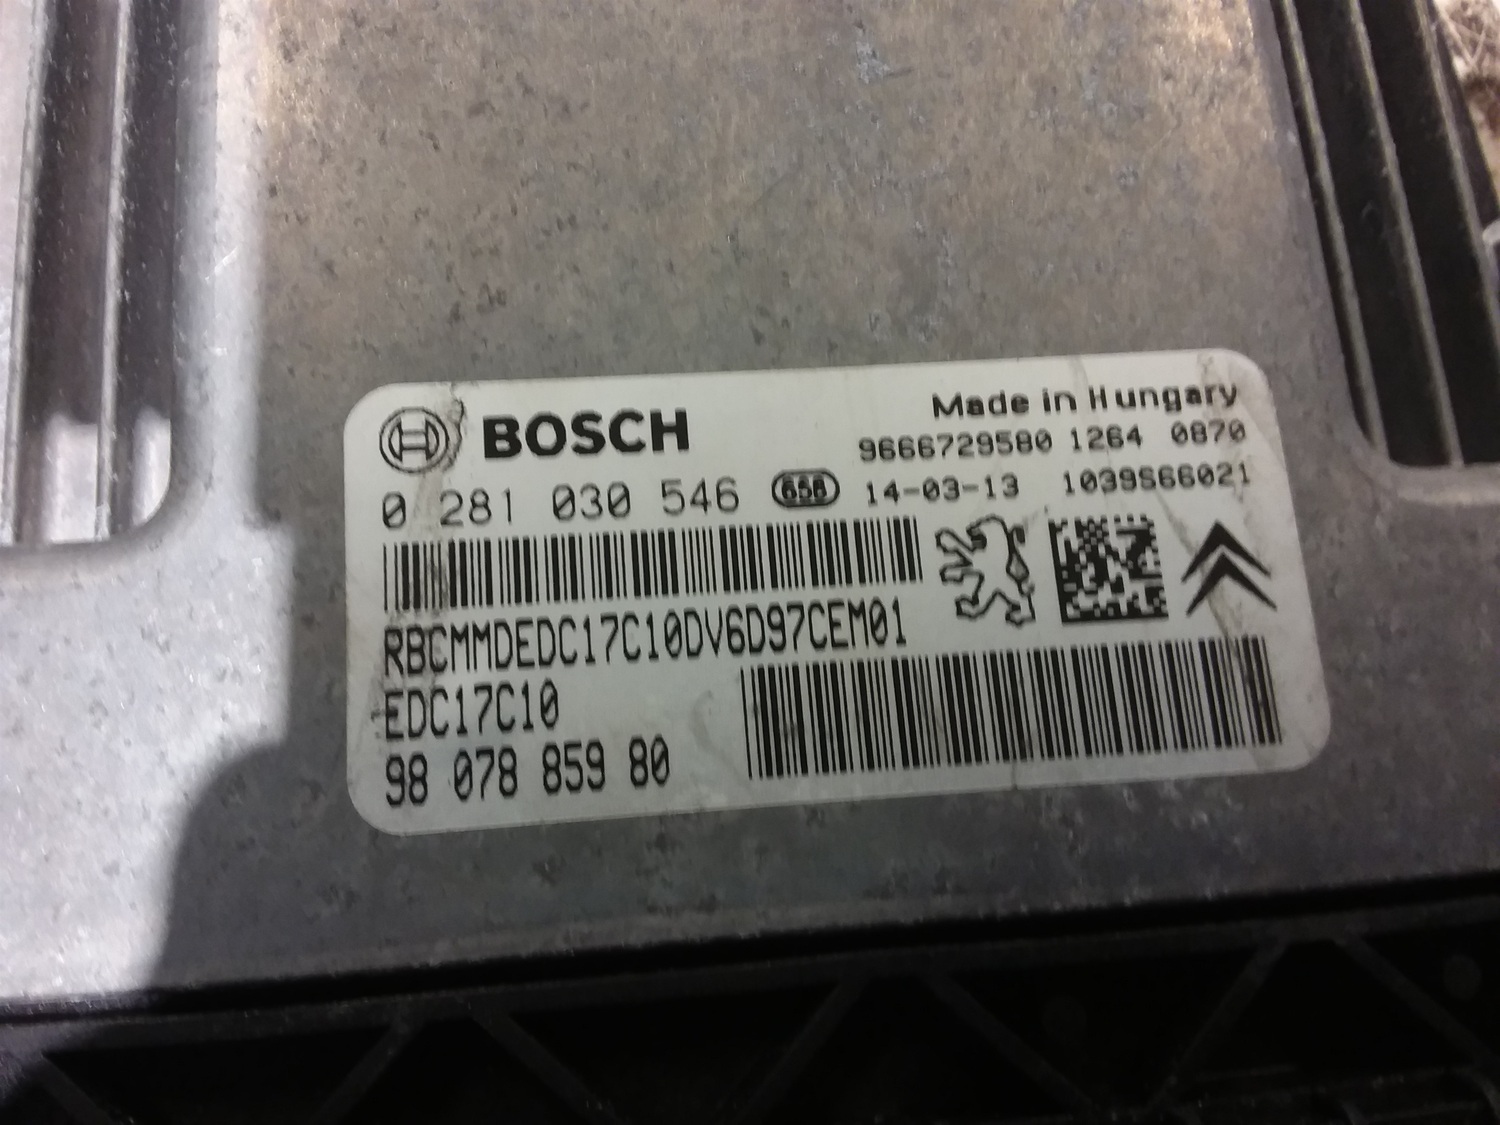 BOSCH
Made in Hungary
9666729580 1264 0870
0 281 030 546 656 14-03-13 1039S66021
RBCMMDEDC17C10DV6D97CEM01
EDC17C10
98 078 859 80